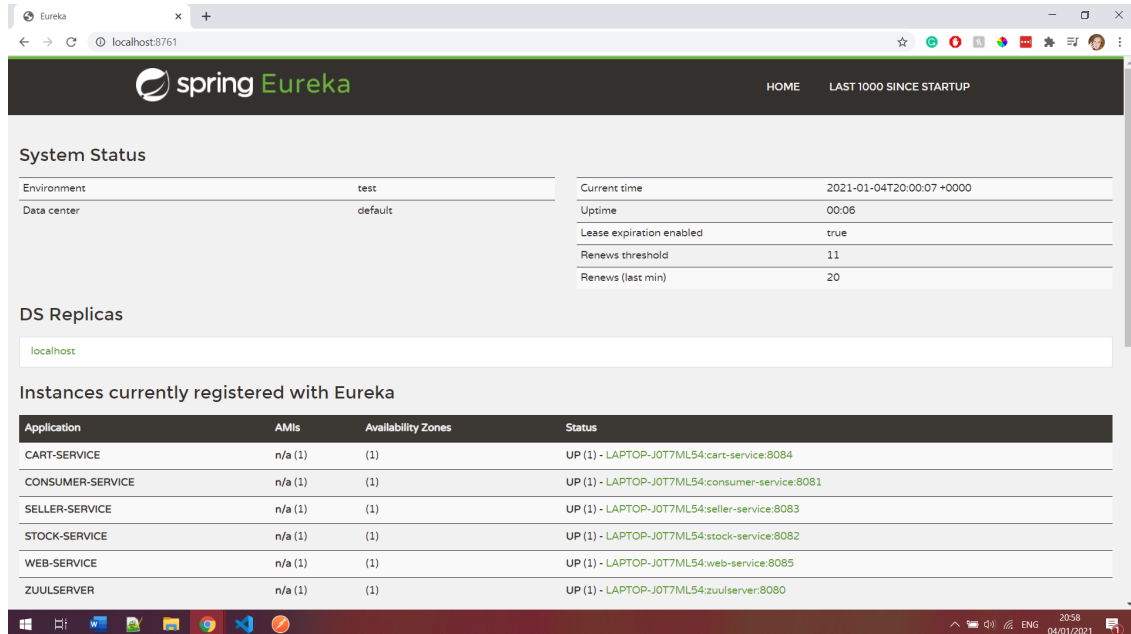 Eureka
localhost:8761
spring Eureka
HOME LAST 1000 SINCE STARTUP
System Status
Environment test
Data center default
Current time 2021-01-04T20:00:07 +0000
Uptime 00:06
Lease expiration enabled true
Renews threshold 11
Renews (last min) 20
DS Replicas
localhost
Instances currently registered with Eureka
Application AMIs Availability Zones Status
CART-SERVICE n/a (1) (1) UP (1) - LAPTOP-J0T7ML54:cart-service:8084
CONSUMER-SERVICE n/a (1) (1) UP (1) - LAPTOP-J0T7ML54:consumer-service:8081
SELLER-SERVICE n/a (1) (1) UP (1) - LAPTOP-J0T7ML54:seller-service:8083
STOCK-SERVICE n/a (1) (1) UP (1) - LAPTOP-J0T7ML54:stock-service:8082
WEB-SERVICE n/a (1) (1) UP (1) - LAPTOP-J0T7ML54:web-service:8085
ZUULSERVER n/a (1) (1) UP (1) - LAPTOP-J0T7ML54:zuulserver:8080
ENG
20:58
04/01/2021